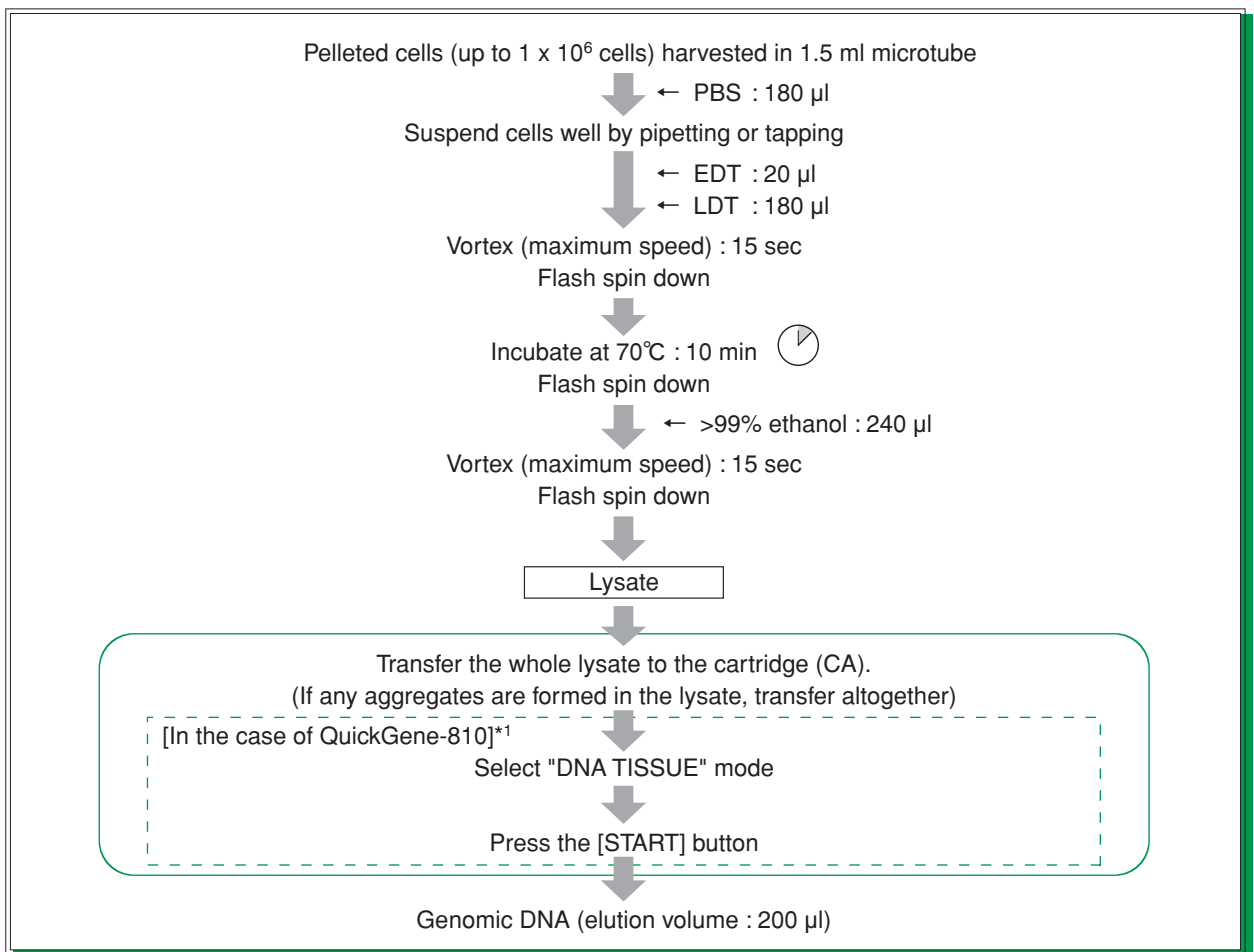 Pelleted cells (up to 1 x 10⁶ cells) harvested in 1.5 ml microtube
← PBS : 180 µl
Suspend cells well by pipetting or tapping
← EDT : 20 µl
← LDT : 180 µl
Vortex (maximum speed) : 15 sec
Flash spin down
Incubate at 70℃ : 10 min
Flash spin down
← >99% ethanol : 240 µl
Vortex (maximum speed) : 15 sec
Flash spin down
Lysate
Transfer the whole lysate to the cartridge (CA).
(If any aggregates are formed in the lysate, transfer altogether)
[In the case of QuickGene-810]*¹
Select "DNA TISSUE" mode
Press the [START] button
Genomic DNA (elution volume : 200 µl)